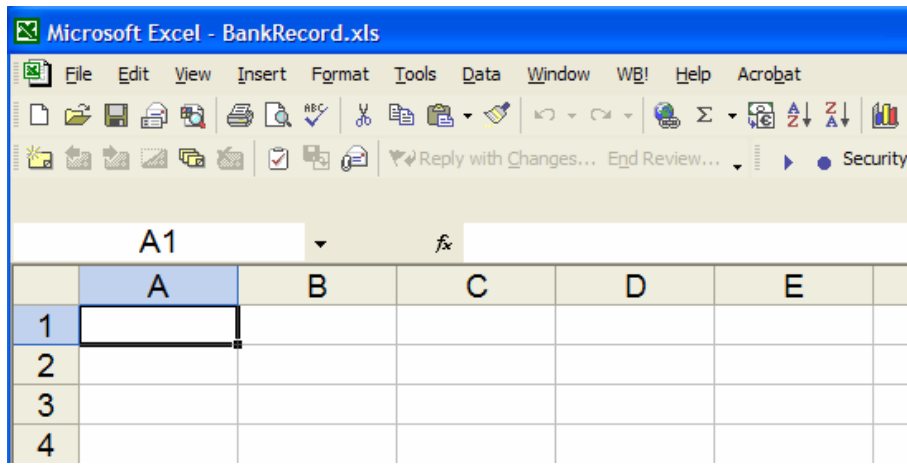 Microsoft Excel - BankRecord.xls
File Edit View Insert Format Tools Data Window WB! Help Acrobat
ABC Σ A Z Z A
Reply with Changes... End Review... Security
A1 fx
A B C D E
1
2
3
4